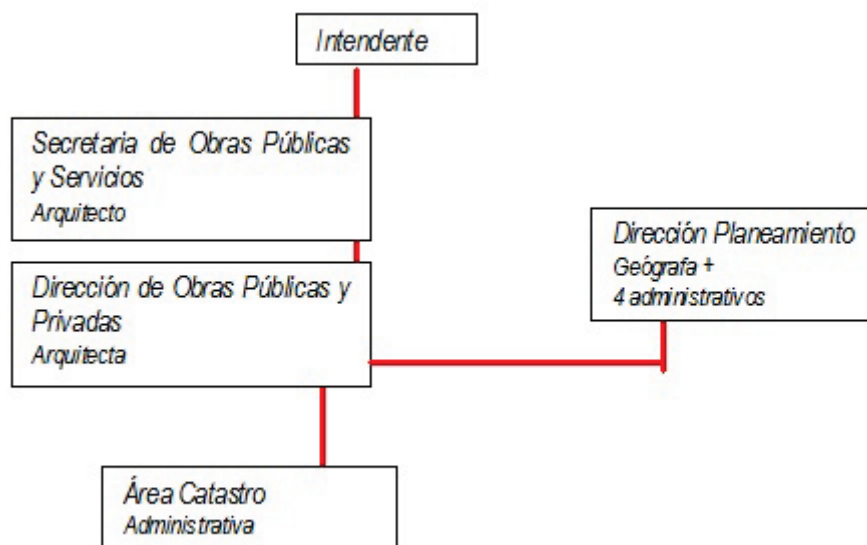 Intendente
Secretaria de Obras Públicas
y Servicios
Arquitecto
Dirección Planeamiento
Geógrafa +
4 administrativos
Dirección de Obras Públicas y
Privadas
Arquitecta
Área Catastro
Administrativa